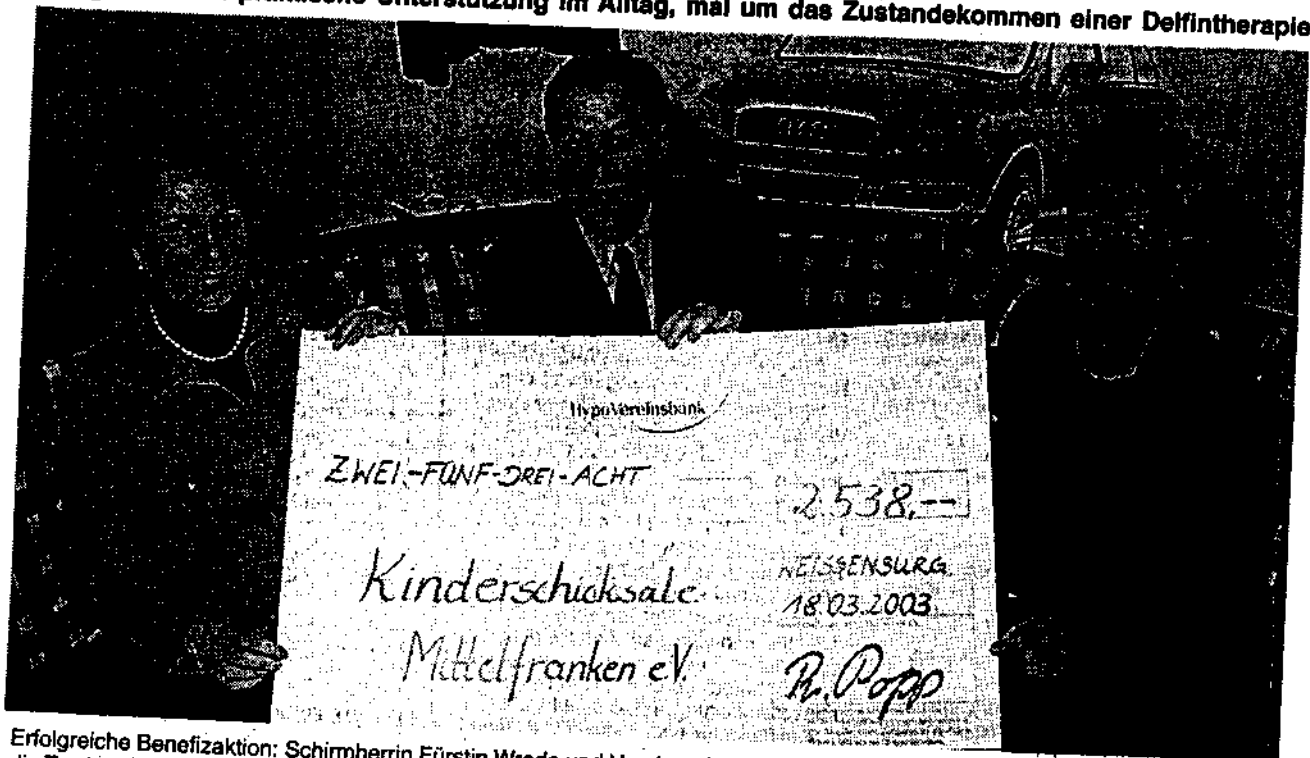 praktische Unterstützung im Alltag, mal um das Zustandekommen einer Delfintherapie
HypoVereinsbank
ZWEI-FÜNF-DREI-ACHT
2.538,--
Kinderschicksale
WEISSENBURG
18.03.2003
Mittelfranken e.V.
R. Popp
Erfolgreiche Benefizaktion: Schirmherrin Fürstin Wrede und